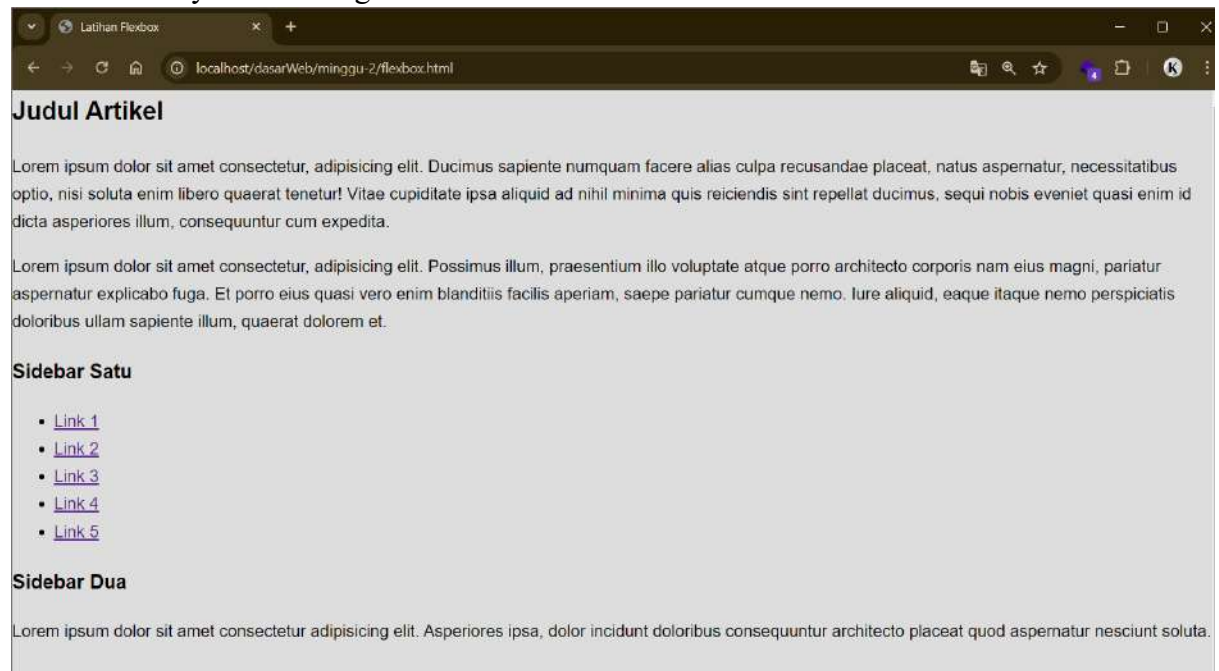 Latihan Flexbox
localhost/dasarWeb/minggu-2/flexbox.html
4
K
Judul Artikel
Lorem ipsum dolor sit amet consectetur, adipisicing elit. Ducimus sapiente numquam facere alias culpa recusandae placeat, natus aspernatur, necessitatibus
optio, nisi soluta enim libero quaerat tenetur! Vitae cupiditate ipsa aliquid ad nihil minima quis reiciendis sint repellat ducimus, sequi nobis eveniet quasi enim id
dicta asperiores illum, consequuntur cum expedita.
Lorem ipsum dolor sit amet consectetur, adipisicing elit. Possimus illum, praesentium illo voluptate atque porro architecto corporis nam eius magni, pariatur
aspernatur explicabo fuga. Et porro eius quasi vero enim blanditiis facilis aperiam, saepe pariatur cumque nemo. Iure aliquid, eaque itaque nemo perspiciatis
doloribus ullam sapiente illum, quaerat dolorem et.
Sidebar Satu
• Link 1
• Link 2
• Link 3
• Link 4
• Link 5
Sidebar Dua
Lorem ipsum dolor sit amet consectetur adipisicing elit. Asperiores ipsa, dolor incidunt doloribus consequuntur architecto placeat quod aspernatur nesciunt soluta.